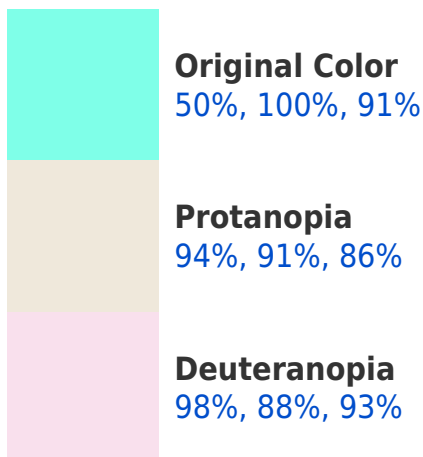 Original Color
50%, 100%, 91%
Protanopia
94%, 91%, 86%
Deuteranopia
98%, 88%, 93%